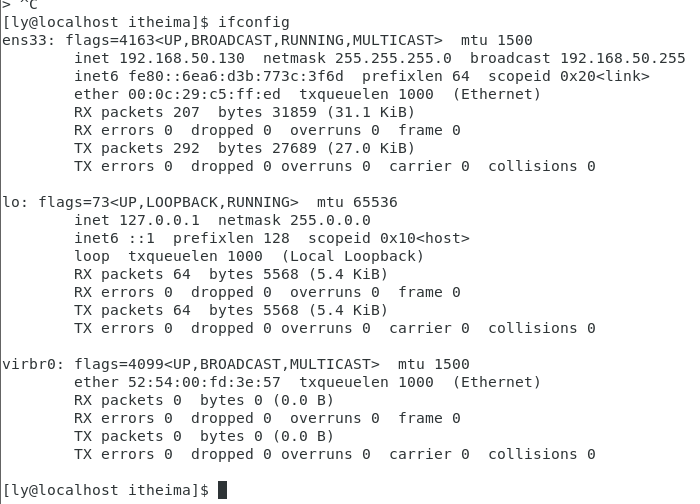 > ^C
[ly@localhost itheima]$ ifconfig
ens33: flags=4163<UP,BROADCAST,RUNNING,MULTICAST>  mtu 1500
        inet 192.168.50.130  netmask 255.255.255.0  broadcast 192.168.50.255
        inet6 fe80::6ea6:d3b:773c:3f6d  prefixlen 64  scopeid 0x20<link>
        ether 00:0c:29:c5:ff:ed  txqueuelen 1000  (Ethernet)
        RX packets 207  bytes 31859 (31.1 KiB)
        RX errors 0  dropped 0  overruns 0  frame 0
        TX packets 292  bytes 27689 (27.0 KiB)
        TX errors 0  dropped 0 overruns 0  carrier 0  collisions 0

lo: flags=73<UP,LOOPBACK,RUNNING>  mtu 65536
        inet 127.0.0.1  netmask 255.0.0.0
        inet6 ::1  prefixlen 128  scopeid 0x10<host>
        loop  txqueuelen 1000  (Local Loopback)
        RX packets 64  bytes 5568 (5.4 KiB)
        RX errors 0  dropped 0  overruns 0  frame 0
        TX packets 64  bytes 5568 (5.4 KiB)
        TX errors 0  dropped 0 overruns 0  carrier 0  collisions 0

virbr0: flags=4099<UP,BROADCAST,MULTICAST>  mtu 1500
        ether 52:54:00:fd:3e:57  txqueuelen 1000  (Ethernet)
        RX packets 0  bytes 0 (0.0 B)
        RX errors 0  dropped 0  overruns 0  frame 0
        TX packets 0  bytes 0 (0.0 B)
        TX errors 0  dropped 0 overruns 0  carrier 0  collisions 0

[ly@localhost itheima]$